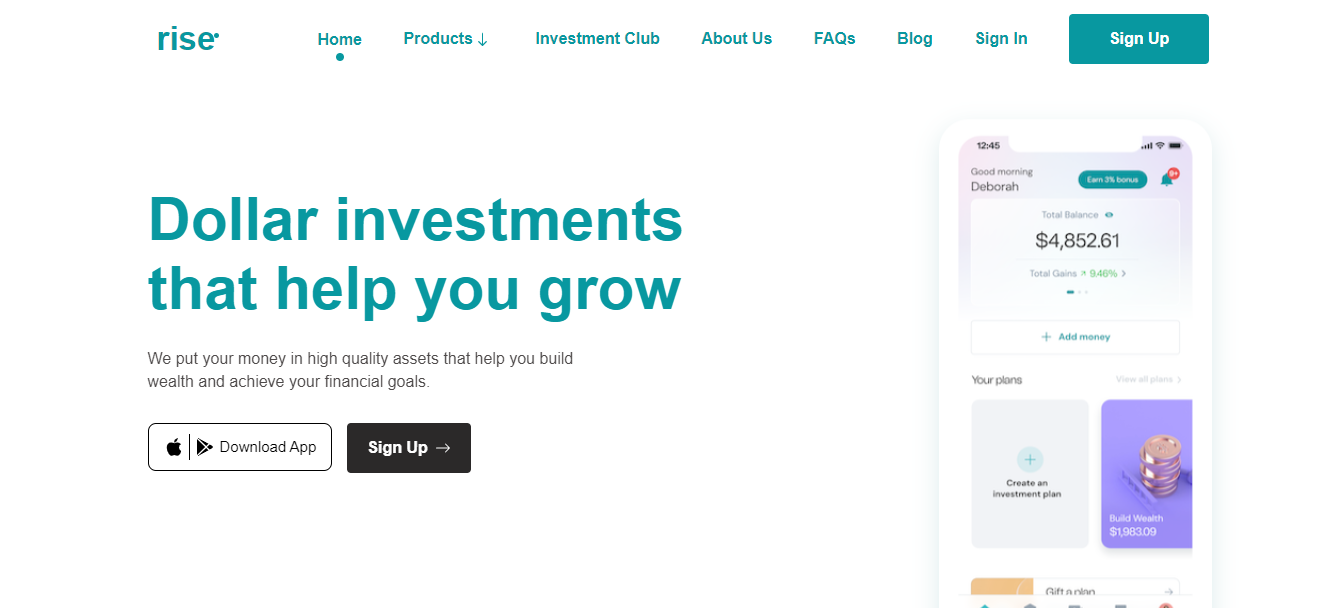 rise
Home
Products ↓
Investment Club
About Us
FAQs
Blog
Sign In
Sign Up
Dollar investments
that help you grow
We put your money in high quality assets that help you build
wealth and achieve your financial goals.
Download App
Sign Up →
12:45
Good morning
Deborah
Earn 3% bonus
9+
Total Balance
$4,852.61
Total Gains ↗ 9.46% >
+ Add money
Your plans
View all plans >
+
Create an
investment plan
Build Wealth
$1,983.09
Gift a plan →